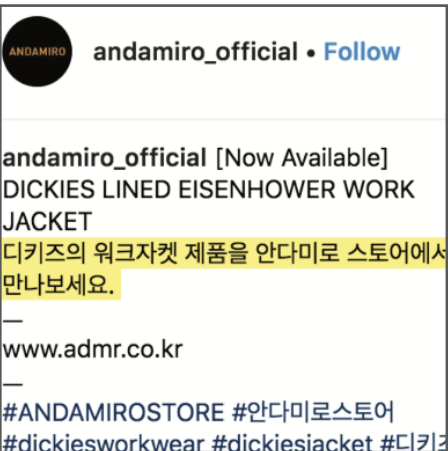 ANDAMIRO
andamiro_official • Follow
andamiro_official [Now Available]
DICKIES LINED EISENHOWER WORK
JACKET
디키즈의 워크자켓 제품을 안다미로 스토어에서
만나보세요.
—
www.admr.co.kr
—
#ANDAMIROSTORE #안다미로스토어
#dickiesworkwear #dickiesjacket